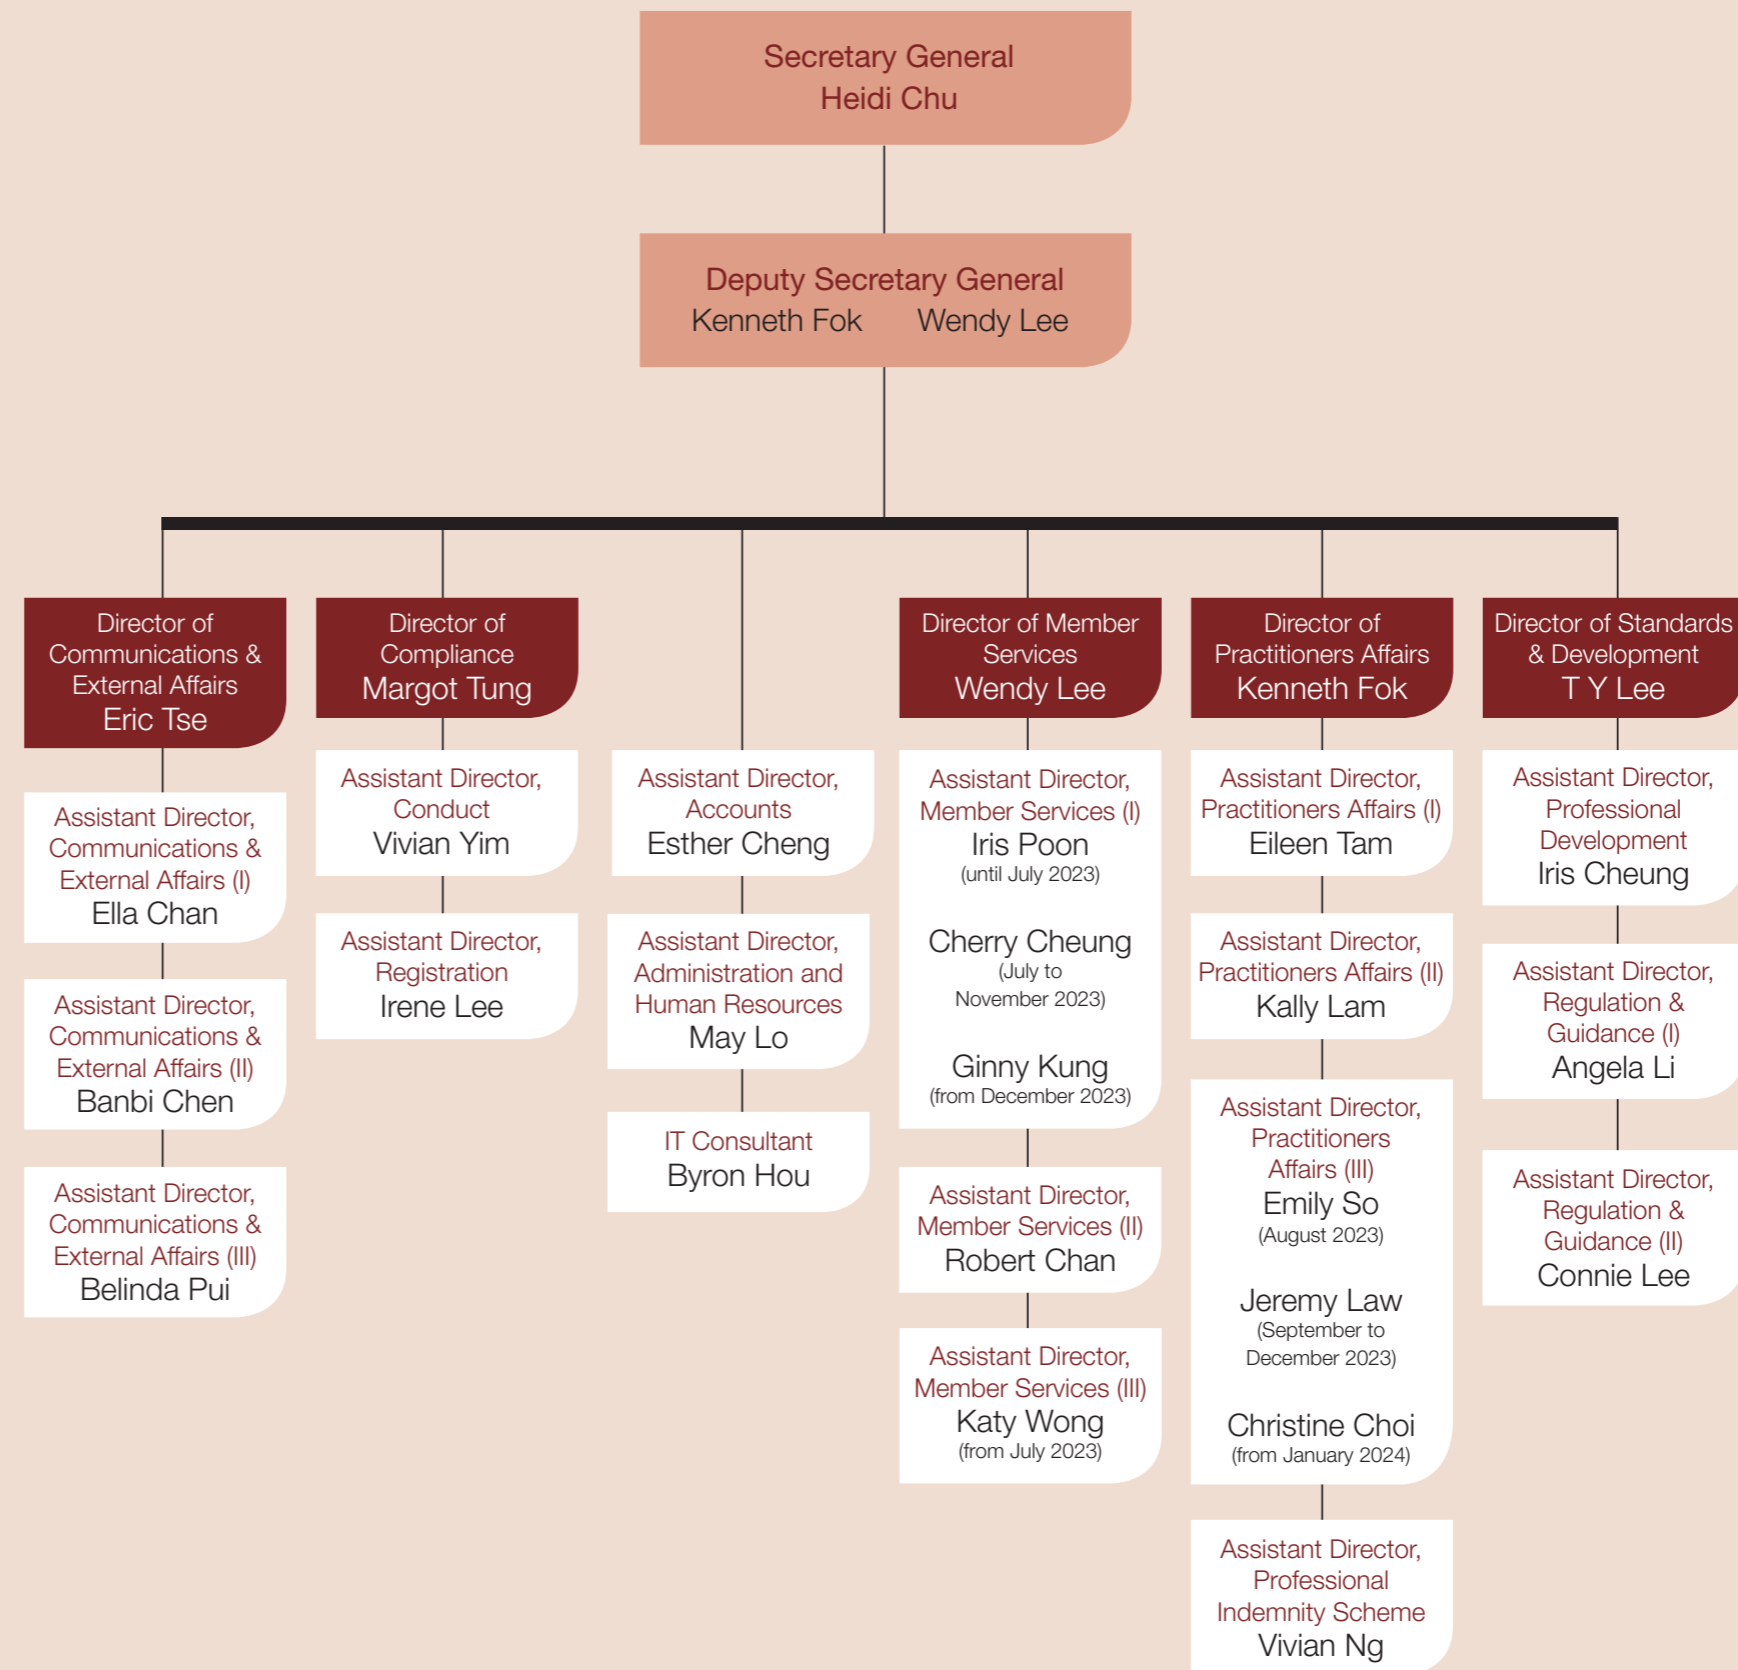 Secretary General
Heidi Chu
Deputy Secretary General
Kenneth Fok Wendy Lee
Director of
Communications &
External Affairs
Eric Tse
Assistant Director,
Communications &
External Affairs (I)
Ella Chan
Assistant Director,
Communications &
External Affairs (II)
Banbi Chen
Assistant Director,
Communications &
External Affairs (III)
Belinda Pui
Director of
Compliance
Margot Tung
Assistant Director,
Conduct
Vivian Yim
Assistant Director,
Registration
Irene Lee
Assistant Director,
Accounts
Esther Cheng
Assistant Director,
Administration and
Human Resources
May Lo
IT Consultant
Byron Hou
Director of Member
Services
Wendy Lee
Assistant Director,
Member Services (I)
Iris Poon
(until July 2023)
Cherry Cheung
(July to
November 2023)
Ginny Kung
(from December 2023)
Assistant Director,
Member Services (II)
Robert Chan
Assistant Director,
Member Services (III)
Katy Wong
(from July 2023)
Director of
Practitioners Affairs
Kenneth Fok
Assistant Director,
Practitioners Affairs (I)
Eileen Tam
Assistant Director,
Practitioners Affairs (II)
Kally Lam
Assistant Director,
Practitioners
Affairs (III)
Emily So
(August 2023)
Jeremy Law
(September to
December 2023)
Christine Choi
(from January 2024)
Assistant Director,
Professional
Indemnity Scheme
Vivian Ng
Director of Standards
& Development
T Y Lee
Assistant Director,
Professional
Development
Iris Cheung
Assistant Director,
Regulation &
Guidance (I)
Angela Li
Assistant Director,
Regulation &
Guidance (II)
Connie Lee